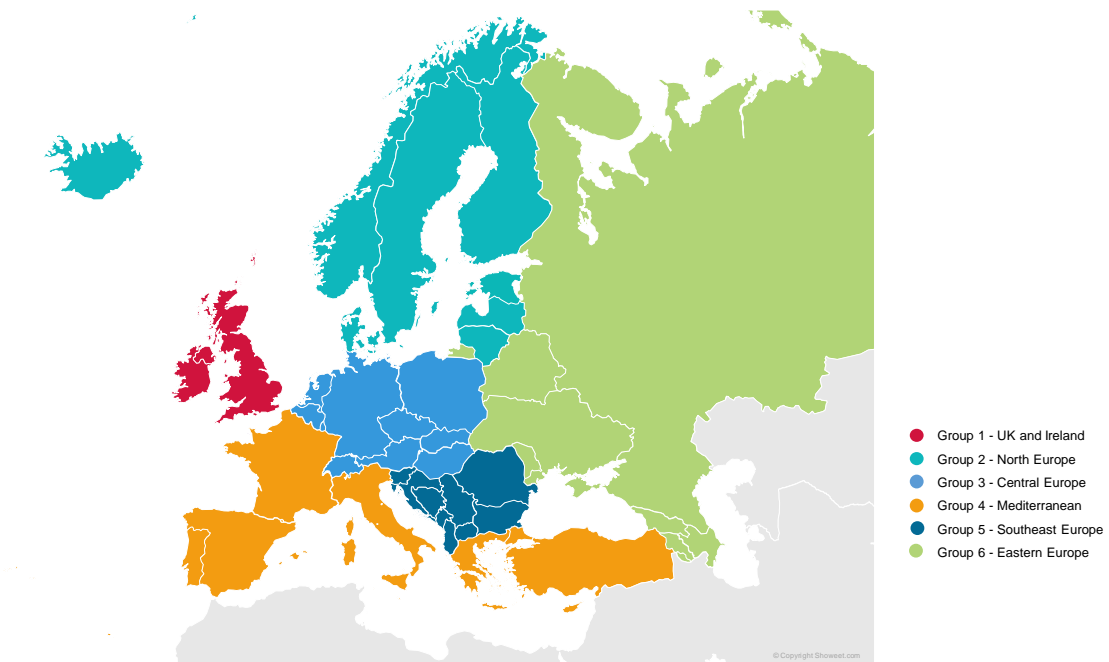 Group 1 - UK and Ireland
Group 2 - North Europe
Group 3 - Central Europe
Group 4 - Mediterranean
Group 5 - Southeast Europe
Group 6 - Eastern Europe
© Copyright Showeet.com